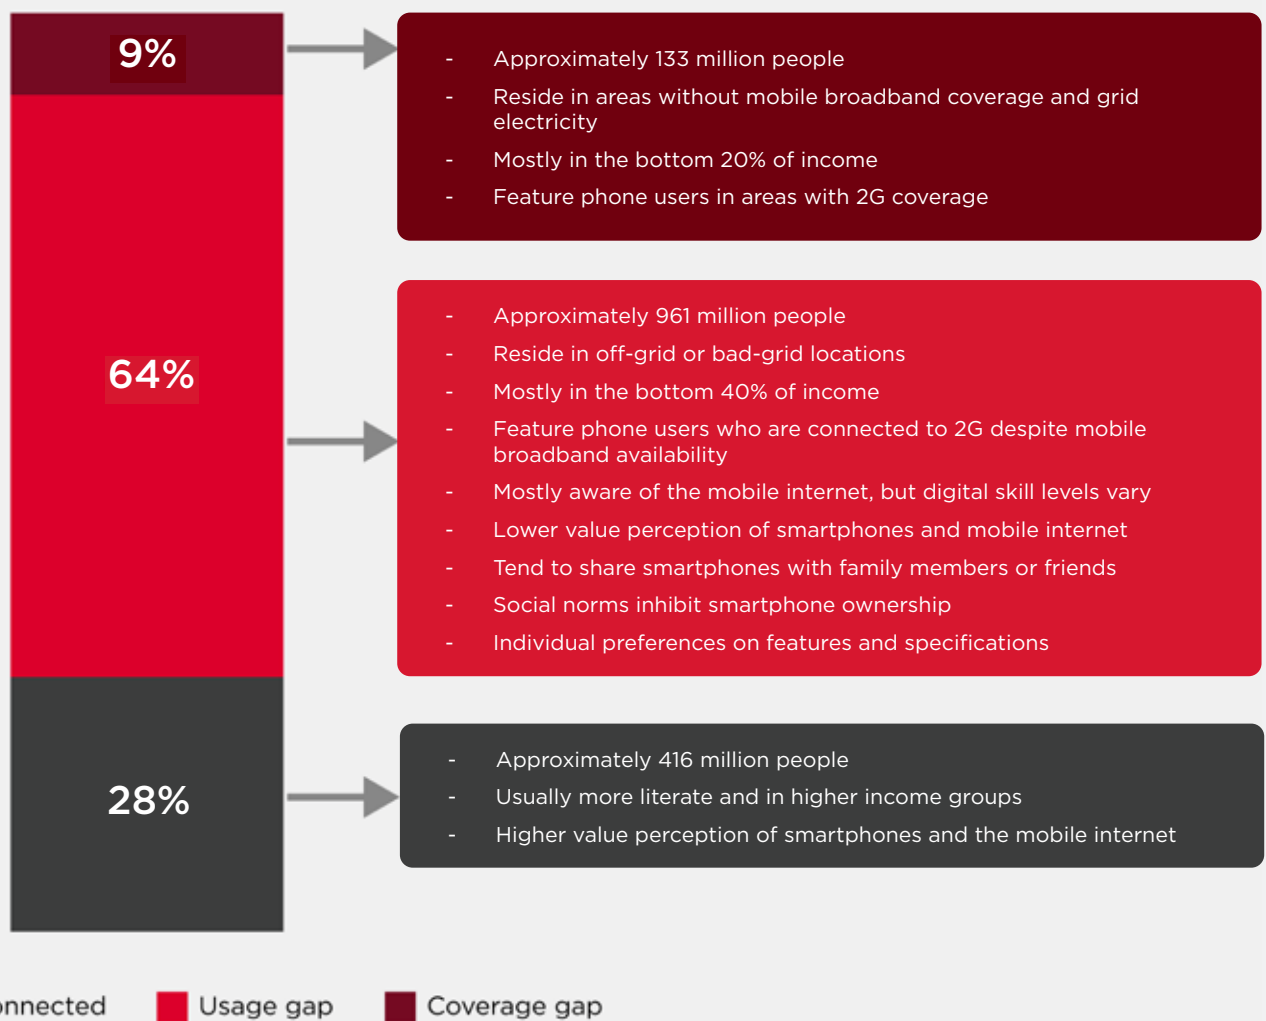 9%
- Approximately 133 million people
- Reside in areas without mobile broadband coverage and grid
electricity
- Mostly in the bottom 20% of income
- Feature phone users in areas with 2G coverage
64%
- Approximately 961 million people
- Reside in off-grid or bad-grid locations
- Mostly in the bottom 40% of income
- Feature phone users who are connected to 2G despite mobile
broadband availability
- Mostly aware of the mobile internet, but digital skill levels vary
- Lower value perception of smartphones and mobile internet
- Tend to share smartphones with family members or friends
- Social norms inhibit smartphone ownership
- Individual preferences on features and specifications
28%
- Approximately 416 million people
- Usually more literate and in higher income groups
- Higher value perception of smartphones and the mobile internet
onnected Usage gap Coverage gap